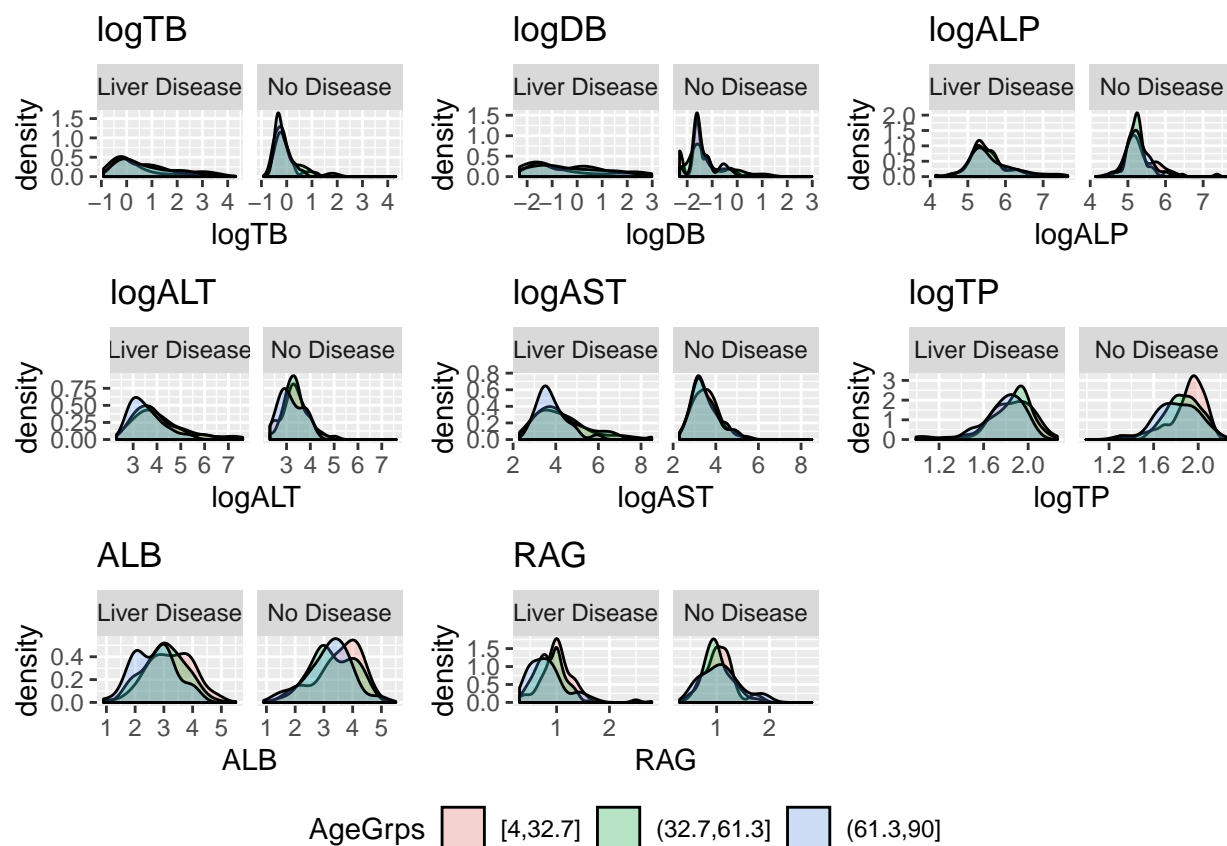 logTB
logDB
logALP
Liver Disease No Disease
Liver Disease No Disease
Liver Disease No Disease
density
1.5
1.0
0.5
0.0
−1 0 1 2 3 4
−1 0 1 2 3 4
logTB
density
1.5
1.0
0.5
0.0
−2−1 0 1 2 3
−2−1 0 1 2 3
logDB
density
2.0
1.5
1.0
0.5
0.0
4 5 6 7
4 5 6 7
logALP
logALT
logAST
logTP
Liver Disease No Disease
Liver Disease No Disease
Liver Disease No Disease
density
0.75
0.50
0.25
0.00
3 4 5 6 7
3 4 5 6 7
logALT
density
0.8
0.6
0.4
0.2
0.0
2 4 6 8
2 4 6 8
logAST
density
3
2
1
0
1.2 1.6 2.0
1.2 1.6 2.0
logTP
ALB
RAG
Liver Disease No Disease
Liver Disease No Disease
density
0.4
0.2
0.0
1 2 3 4 5
1 2 3 4 5
ALB
density
1.5
1.0
0.5
0.0
1 2
1 2
RAG
AgeGrps [4,32.7] (32.7,61.3] (61.3,90]